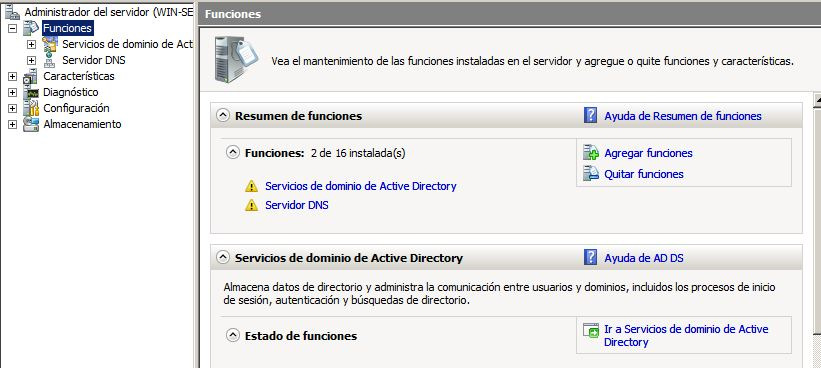 Administrador del servidor (WIN-SE
Funciones
Servicios de dominio de Acti
Servidor DNS
Características
Diagnóstico
Configuración
Almacenamiento
Funciones
Vea el mantenimiento de las funciones instaladas en el servidor y agregue o quite funciones y características.
Resumen de funciones
Ayuda de Resumen de funciones
Funciones: 2 de 16 instalada(s)
Agregar funciones
Quitar funciones
Servicios de dominio de Active Directory
Servidor DNS
Servicios de dominio de Active Directory
Ayuda de AD DS
Almacena datos de directorio y administra la comunicación entre usuarios y dominios, incluidos los procesos de inicio
de sesión, autenticación y búsquedas de directorio.
Estado de funciones
Ir a Servicios de dominio de Active
Directory